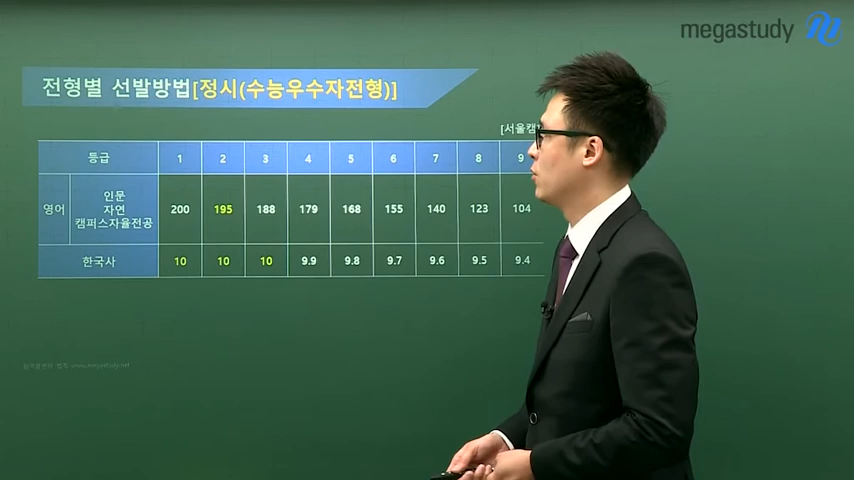 megastudy
전형별 선발방법[정시(수능우수자전형)]
[서울캠
등급 1 2 3 4 5 6 7 8 9
영어 인문 자연 캠퍼스자율전공 200 195 188 179 168 155 140 123 104
한국사 10 10 10 9.9 9.8 9.7 9.6 9.5 9.4